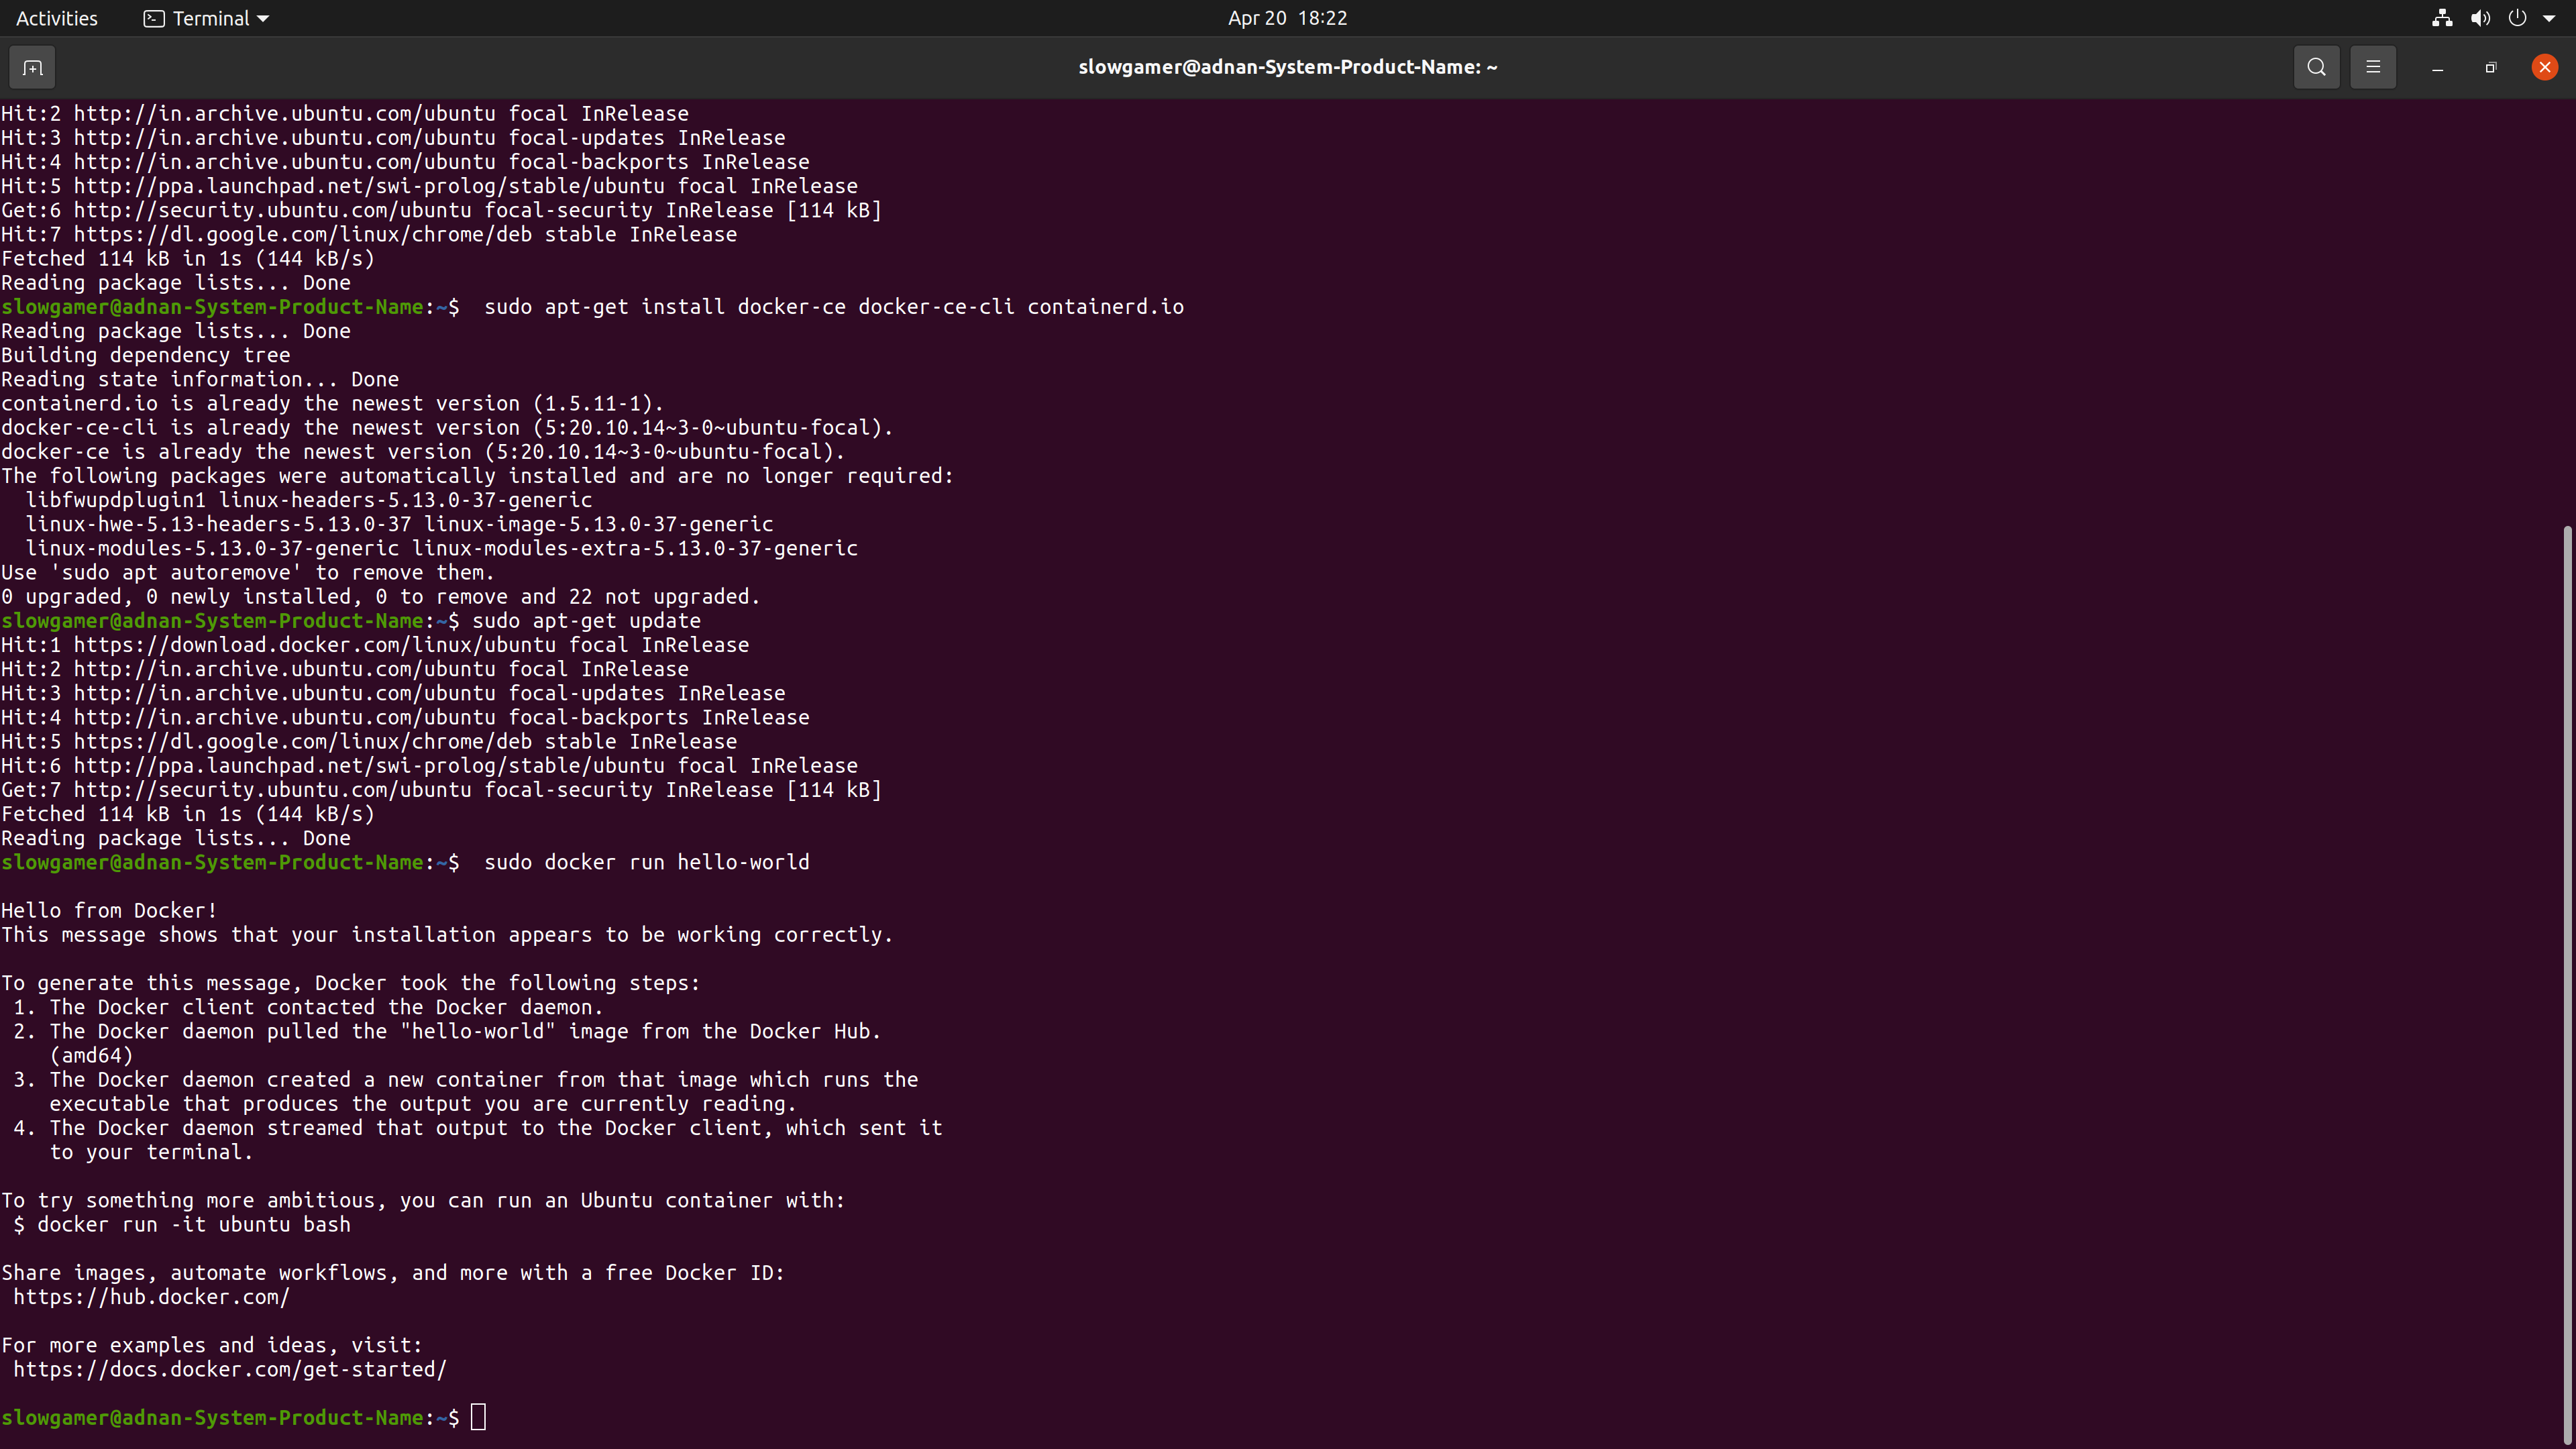 Activities Terminal Apr 20 18:22
slowgamer@adnan-System-Product-Name: ~
Hit:2 http://in.archive.ubuntu.com/ubuntu focal InRelease
Hit:3 http://in.archive.ubuntu.com/ubuntu focal-updates InRelease
Hit:4 http://in.archive.ubuntu.com/ubuntu focal-backports InRelease
Hit:5 http://ppa.launchpad.net/swi-prolog/stable/ubuntu focal InRelease
Get:6 http://security.ubuntu.com/ubuntu focal-security InRelease [114 kB]
Hit:7 https://dl.google.com/linux/chrome/deb stable InRelease
Fetched 114 kB in 1s (144 kB/s)
Reading package lists... Done
slowgamer@adnan-System-Product-Name:~$  sudo apt-get install docker-ce docker-ce-cli containerd.io
Reading package lists... Done
Building dependency tree
Reading state information... Done
containerd.io is already the newest version (1.5.11-1).
docker-ce-cli is already the newest version (5:20.10.14~3-0~ubuntu-focal).
docker-ce is already the newest version (5:20.10.14~3-0~ubuntu-focal).
The following packages were automatically installed and are no longer required:
  libfwupdplugin1 linux-headers-5.13.0-37-generic
  linux-hwe-5.13-headers-5.13.0-37 linux-image-5.13.0-37-generic
  linux-modules-5.13.0-37-generic linux-modules-extra-5.13.0-37-generic
Use 'sudo apt autoremove' to remove them.
0 upgraded, 0 newly installed, 0 to remove and 22 not upgraded.
slowgamer@adnan-System-Product-Name:~$ sudo apt-get update
Hit:1 https://download.docker.com/linux/ubuntu focal InRelease
Hit:2 http://in.archive.ubuntu.com/ubuntu focal InRelease
Hit:3 http://in.archive.ubuntu.com/ubuntu focal-updates InRelease
Hit:4 http://in.archive.ubuntu.com/ubuntu focal-backports InRelease
Hit:5 https://dl.google.com/linux/chrome/deb stable InRelease
Hit:6 http://ppa.launchpad.net/swi-prolog/stable/ubuntu focal InRelease
Get:7 http://security.ubuntu.com/ubuntu focal-security InRelease [114 kB]
Fetched 114 kB in 1s (144 kB/s)
Reading package lists... Done
slowgamer@adnan-System-Product-Name:~$  sudo docker run hello-world

Hello from Docker!
This message shows that your installation appears to be working correctly.

To generate this message, Docker took the following steps:
 1. The Docker client contacted the Docker daemon.
 2. The Docker daemon pulled the "hello-world" image from the Docker Hub.
    (amd64)
 3. The Docker daemon created a new container from that image which runs the
    executable that produces the output you are currently reading.
 4. The Docker daemon streamed that output to the Docker client, which sent it
    to your terminal.

To try something more ambitious, you can run an Ubuntu container with:
 $ docker run -it ubuntu bash

Share images, automate workflows, and more with a free Docker ID:
 https://hub.docker.com/

For more examples and ideas, visit:
 https://docs.docker.com/get-started/

slowgamer@adnan-System-Product-Name:~$